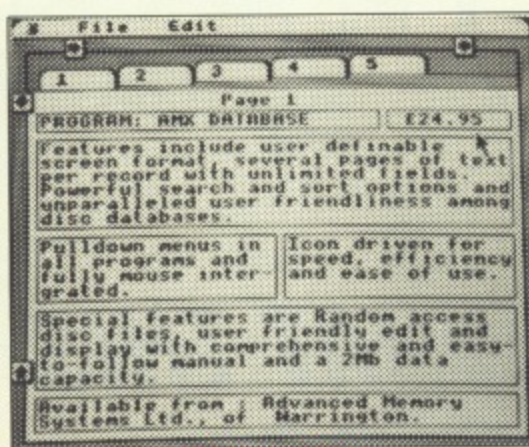 File Edit
1 2 3 4 5
Page 1
PROGRAM: AMX DATABASE £24.95
Features include user definable
screen format, several pages of text
per record with unlimited fields.
Powerful search and sort options and
unparalleled user friendliness among
disc databases.
Pulldown menus in
all programs and
fully mouse inter-
grated.
Icon driven for
speed, efficiency
and ease of use.
Special features are Random access
disc files, user friendly edit and
display with comprehensive and easy-
to-follow manual and a 2Mb data
capacity.
Available from : Advanced Memory
Systems Ltd., of Warrington.